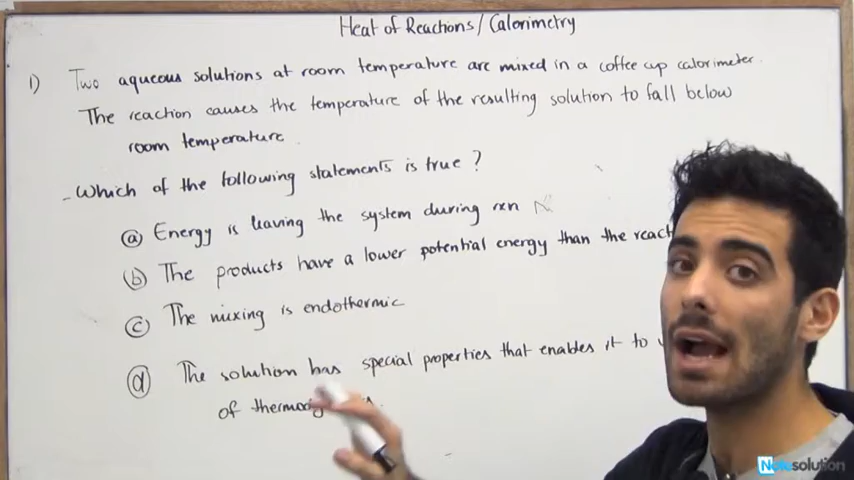 Heat of Reactions/Calorimetry
1) Two aqueous solutions at room temperature are mixed in a coffee cup calorimeter.
The reaction causes the temperature of the resulting solution to fall below
room temperature.
- Which of the following statements is true?
(a) Energy is leaving the system during rxn
(b) The products have a lower potential energy than the react
(c) The mixing is endothermic
(d) The solution has special properties that enables it to
of
Notesolution